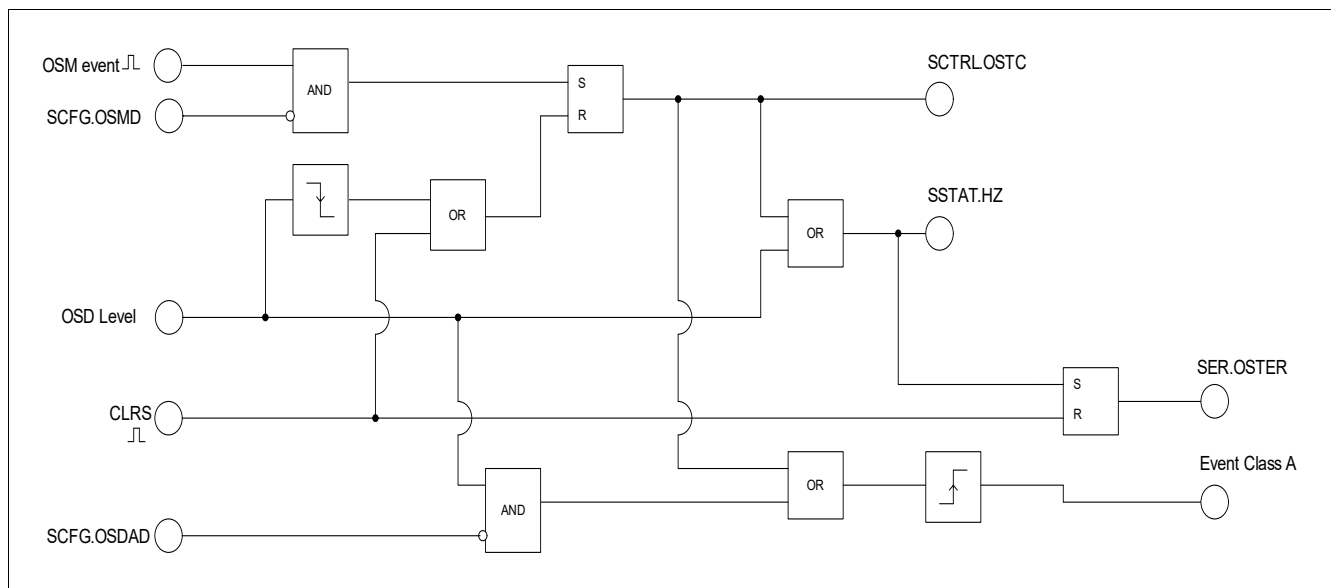 OSM event
SCFG.OSMD
AND
S
R
SCTRL.OSTC
OR
OR
SSTAT.HZ
OSD Level
CLRS
S
R
SER.OSTER
SCFG.OSDAD
AND
OR
Event Class A